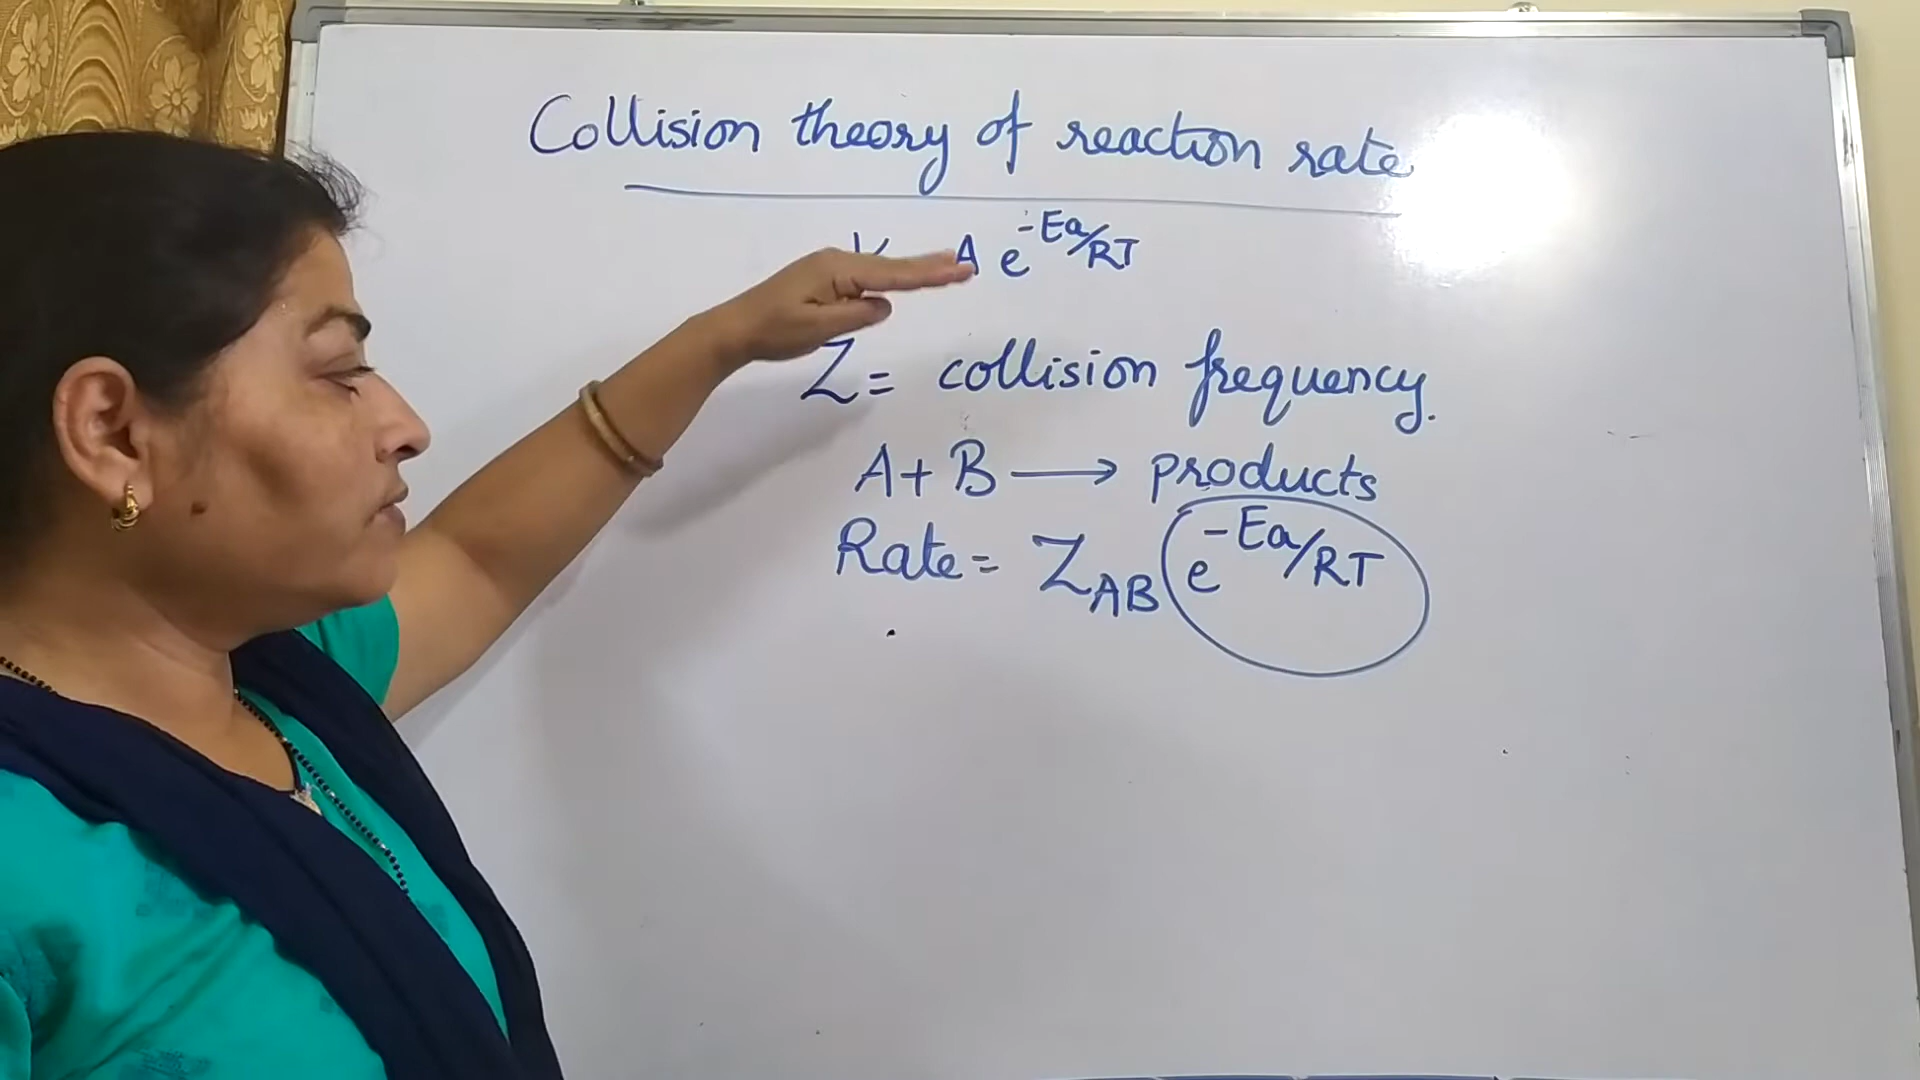 Collision theory of reaction rate
A e^-Ea/RT
Z = collision frequency.
A + B ⟶ products
Rate = Z_AB e^-Ea/RT